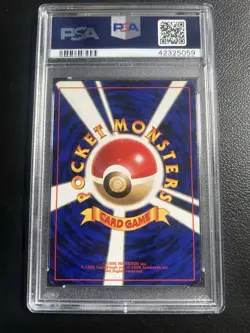 PSA
PSA
42325059
POCKET MONSTERS
CARD GAME